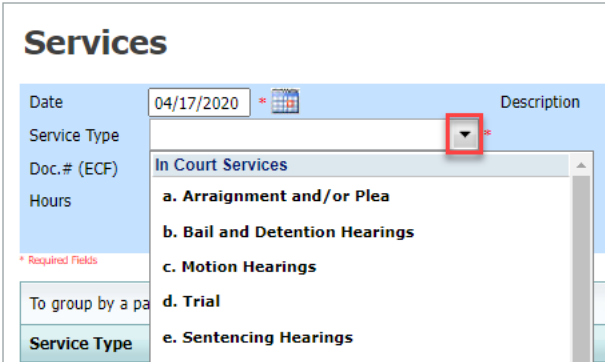 Services
Date 04/17/2020 * Description
Service Type *
Doc.# (ECF) In Court Services
Hours a. Arraignment and/or Plea
b. Bail and Detention Hearings
* Required Fields c. Motion Hearings
To group by a pa d. Trial
Service Type e. Sentencing Hearings